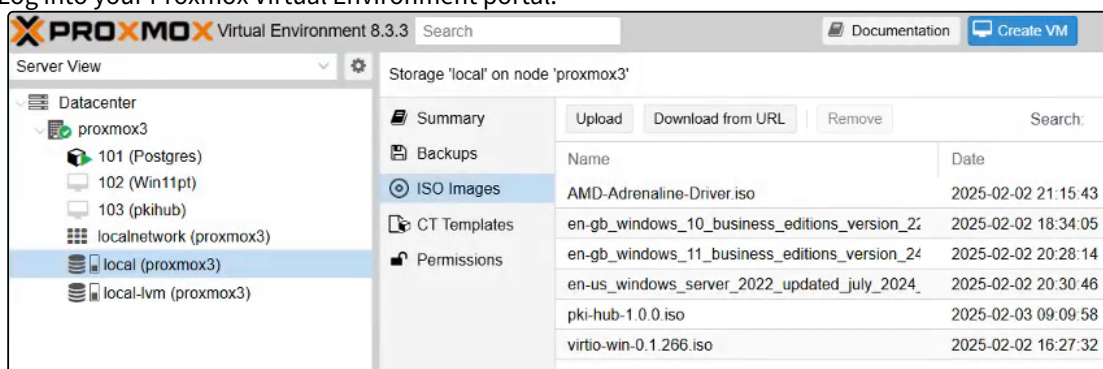 Log into your Proxmox Virtual Environment portal.
PROXMOX Virtual Environment 8.3.3 Search Documentation Create VM
Server View
Storage 'local' on node 'proxmox3'
Datacenter
proxmox3
101 (Postgres)
102 (Win11pt)
103 (pkihub)
localnetwork (proxmox3)
local (proxmox3)
local-lvm (proxmox3)
Summary
Backups
ISO Images
CT Templates
Permissions
Upload Download from URL Remove Search:
Name Date
AMD-Adrenaline-Driver.iso 2025-02-02 21:15:43
en-gb_windows_10_business_editions_version_22 2025-02-02 18:34:05
en-gb_windows_11_business_editions_version_24 2025-02-02 20:28:14
en-us_windows_server_2022_updated_july_2024_ 2025-02-02 20:30:46
pki-hub-1.0.0.iso 2025-02-03 09:09:58
virtio-win-0.1.266.iso 2025-02-02 16:27:32